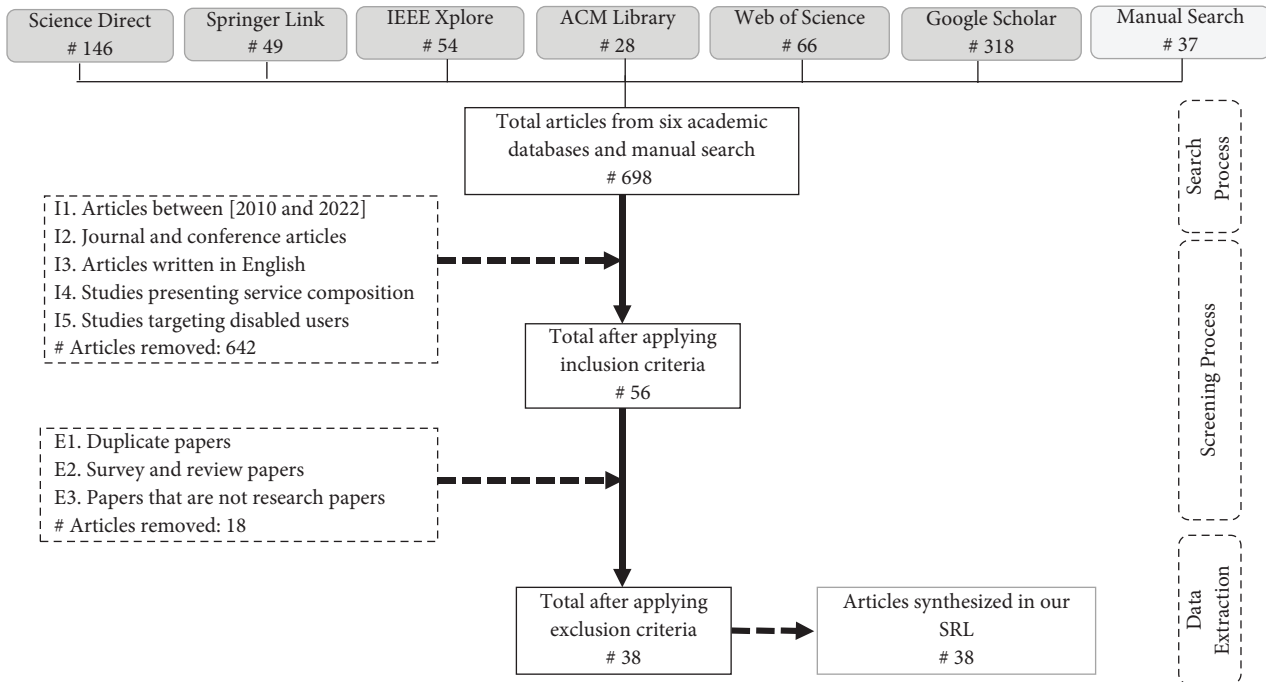 Science Direct
# 146
Springer Link
# 49
IEEE Xplore
# 54
ACM Library
# 28
Web of Science
# 66
Google Scholar
# 318
Manual Search
# 37
Total articles from six academic
databases and manual search
# 698
Search
Process
I1. Articles between [2010 and 2022]
I2. Journal and conference articles
I3. Articles written in English
I4. Studies presenting service composition
I5. Studies targeting disabled users
# Articles removed: 642
Total after applying
inclusion criteria
# 56
Screening Process
E1. Duplicate papers
E2. Survey and review papers
E3. Papers that are not research papers
# Articles removed: 18
Total after applying
exclusion criteria
# 38
Articles synthesized in our
SRL
# 38
Data
Extraction